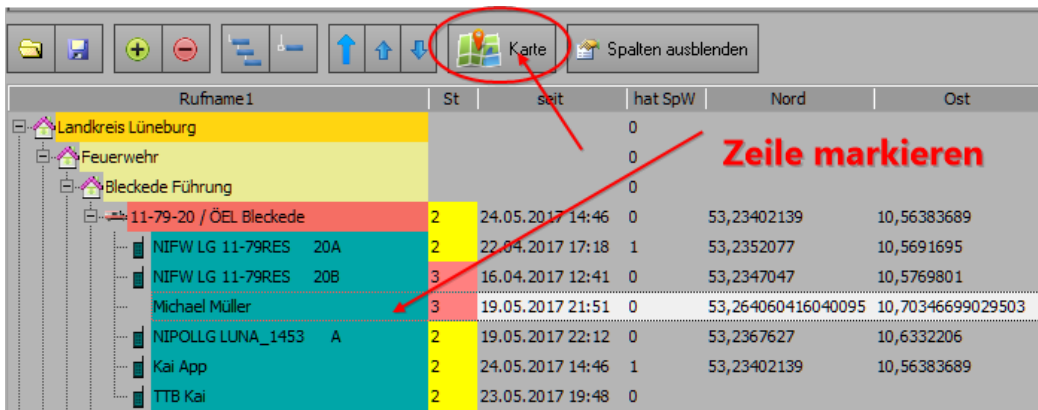 Karte Spalten ausblenden
Rufname1 St seit hat SpW Nord Ost
Landkreis Lüneburg 0
Feuerwehr 0
Zeile markieren
Bleckede Führung 0
11-79-20 / ÖEL Bleckede 2 24.05.2017 14:46 0 53,23402139 10,56383689
NIFW LG 11-79RES 20A 2 22.04.2017 17:18 1 53,2352077 10,5691695
NIFW LG 11-79RES 20B 3 16.04.2017 12:41 0 53,2347047 10,5769801
Michael Müller 3 19.05.2017 21:51 0 53,264060416040095 10,70346699029503
NIPOLLG LUNA_1453 A 2 19.05.2017 22:12 0 53,2367627 10,6332206
Kai App 2 24.05.2017 14:46 1 53,23402139 10,56383689
TTB Kai 2 23.05.2017 19:48 0